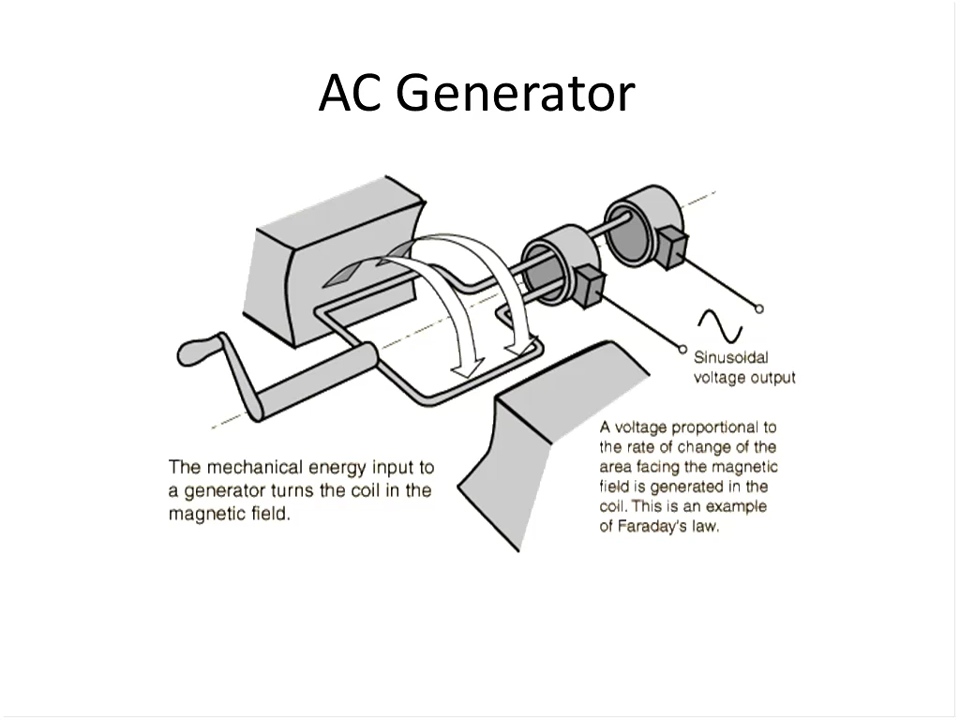 AC Generator
Sinusoidal
voltage output
A voltage proportional to
the rate of change of the
area facing the magnetic
field is generated in the
coil. This is an example
of Faraday's law.
The mechanical energy input to
a generator turns the coil in the
magnetic field.